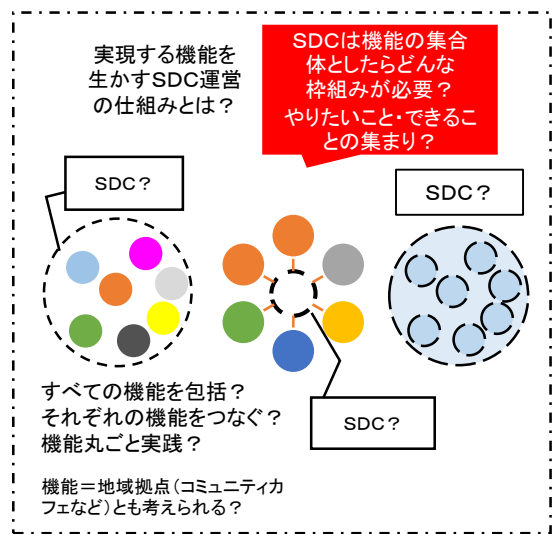 実現する機能を
生かすSDC運営
の仕組みとは？
SDCは機能の集合
体としたらどんな
枠組みが必要？
やりたいこと・できるこ
との集まり？
SDC？
SDC？
すべての機能を包括？
それぞれの機能をつなぐ？
機能丸ごと実践？
SDC？
機能＝地域拠点（コミュニティカ
フェなど）とも考えられる？